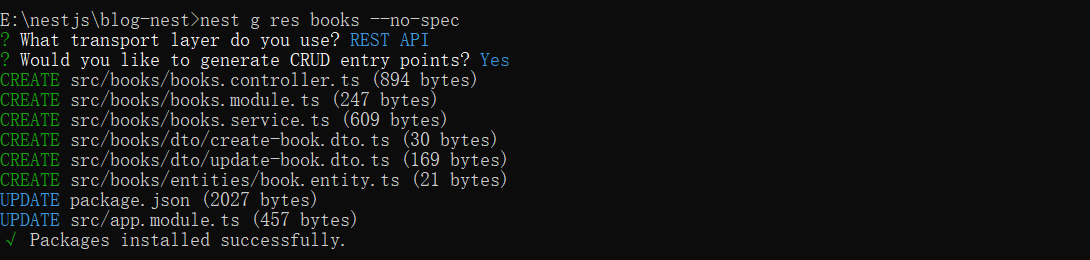 E:\nestjs\blog-nest>nest g res books --no-spec
? What transport layer do you use? REST API
? Would you like to generate CRUD entry points? Yes
CREATE src/books/books.controller.ts (894 bytes)
CREATE src/books/books.module.ts (247 bytes)
CREATE src/books/books.service.ts (609 bytes)
CREATE src/books/dto/create-book.dto.ts (30 bytes)
CREATE src/books/dto/update-book.dto.ts (169 bytes)
CREATE src/books/entities/book.entity.ts (21 bytes)
UPDATE package.json (2027 bytes)
UPDATE src/app.module.ts (457 bytes)
√ Packages installed successfully.